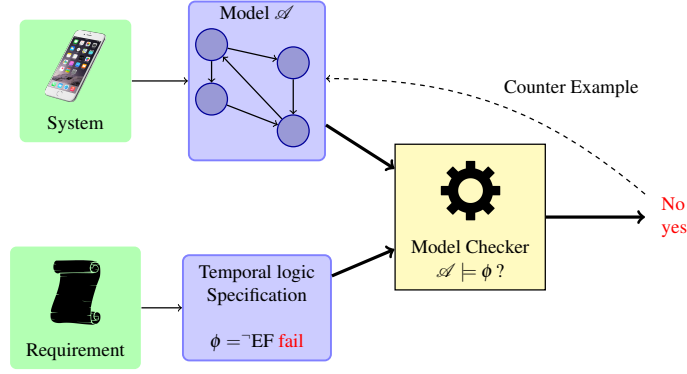 Model 𝒜
System
Counter Example
No
yes
Model Checker
𝒜 ⊨ ϕ ?
Temporal logic
Specification
ϕ =¬EF fail
Requirement